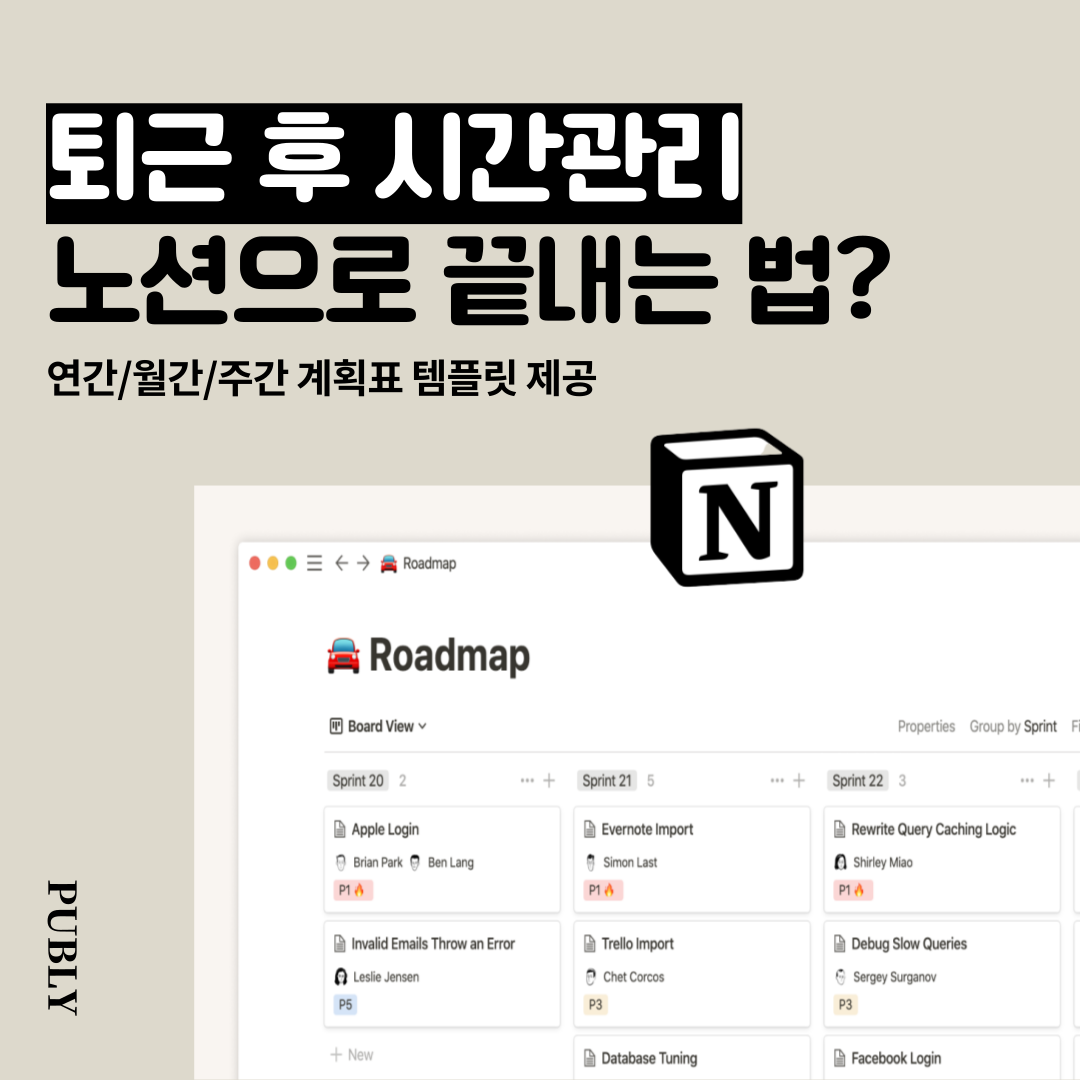 퇴근 후 시간관리
노션으로 끝내는 법?
연간/월간/주간 계획표 템플릿 제공
N
Roadmap
Roadmap
Board View
Properties Group by Sprint
Sprint 20 2
Sprint 21 5
Sprint 22 3
Apple Login
Brian Park Ben Lang
P1
Evernote Import
Simon Last
P1
Rewrite Query Caching Logic
Shirley Miao
P1
Invalid Emails Throw an Error
Leslie Jensen
P5
Trello Import
Chet Corcos
P3
Debug Slow Queries
Sergey Surganov
P3
+ New
Database Tuning
Facebook Login
PUBLY